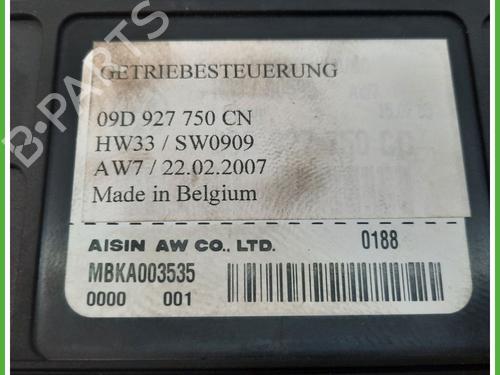 GETRIEBESTEUERUNG
09D 927 750 CN
HW33 / SW0909
AW7 / 22.02.2007
Made in Belgium
AISIN AW CO., LTD. 0188
MBKA003535
0000 001
B-PARTS